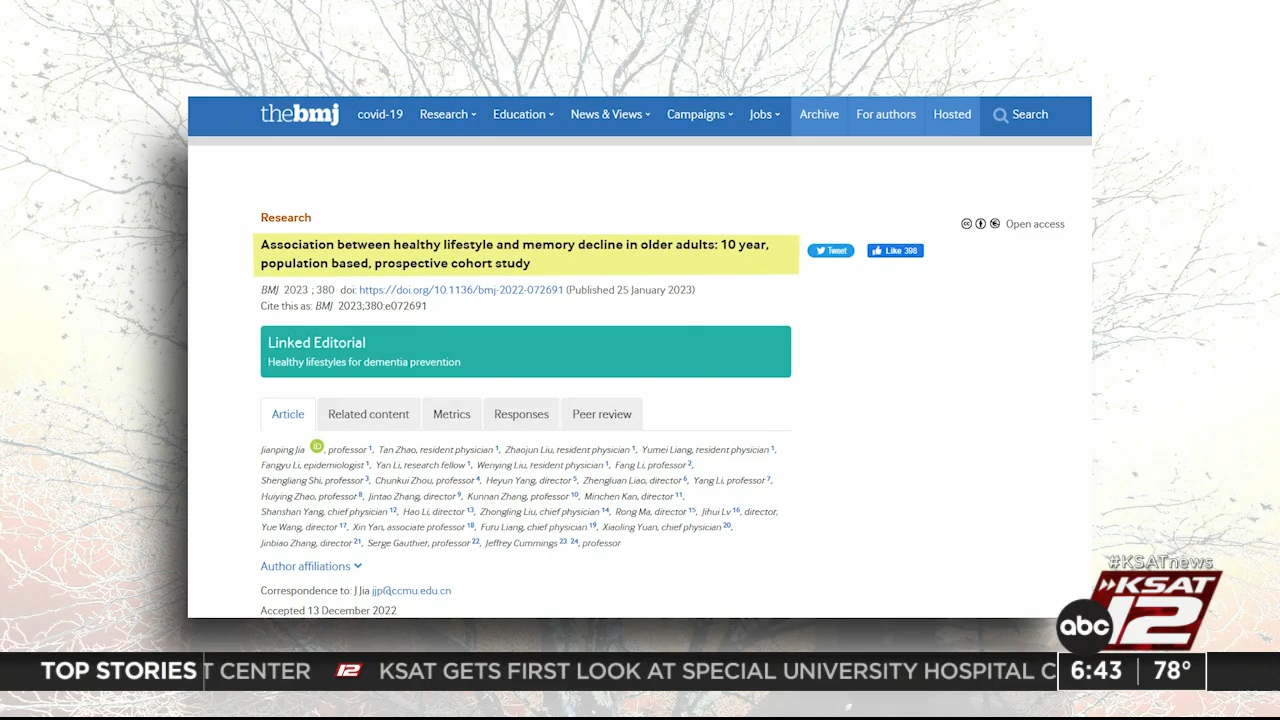 thebmj covid-19 Research Education News & Views Campaigns Jobs Archive For authors Hosted Search
Research
Open access
Association between healthy lifestyle and memory decline in older adults: 10 year,
population based, prospective cohort study
Tweet Like 398
BMJ 2023 ; 380 doi: https://doi.org/10.1136/bmj-2022-072691 (Published 25 January 2023)
Cite this as: BMJ 2023;380:e072691
Linked Editorial
Healthy lifestyles for dementia prevention
Article Related content Metrics Responses Peer review
Jianping Jia iD, professor 1, Tan Zhao, resident physician 1, Zhaojun Liu, resident physician 1, Yumei Liang, resident physician 1,
Fangyu Li, epidemiologist 1, Yan Li, research fellow 1, Wenying Liu, resident physician 1, Fang Li, professor 2,
Shengliang Shi, professor 3, Chunkui Zhou, professor 4, Heyun Yang, director 5, Zhengluan Liao, director 6, Yang Li, professor 7,
Huiying Zhao, professor 8, Jintao Zhang, director 9, Kunnan Zhang, professor 10, Minchen Kan, director 11,
Shanshan Yang, chief physician 12, Hao Li, director 13, Zhongling Liu, chief physician 14, Rong Ma, director 15, Jihui Lv 16, director,
Yue Wang, director 17, Xin Yan, associate professor 18, Futu Liang, chief physician 19, Xiaoling Yuan, chief physician 20,
Jinbiao Zhang, director 21, Serge Gauthier, professor 22, Jeffrey Cummings 23 24, professor
Author affiliations
Correspondence to: J Jia jjp@ccmu.edu.cn
Accepted 13 December 2022
#KSATnews
KSAT
abc 12
TOP STORIES T CENTER 12 KSAT GETS FIRST LOOK AT SPECIAL UNIVERSITY HOSPITAL C 6:43 78°